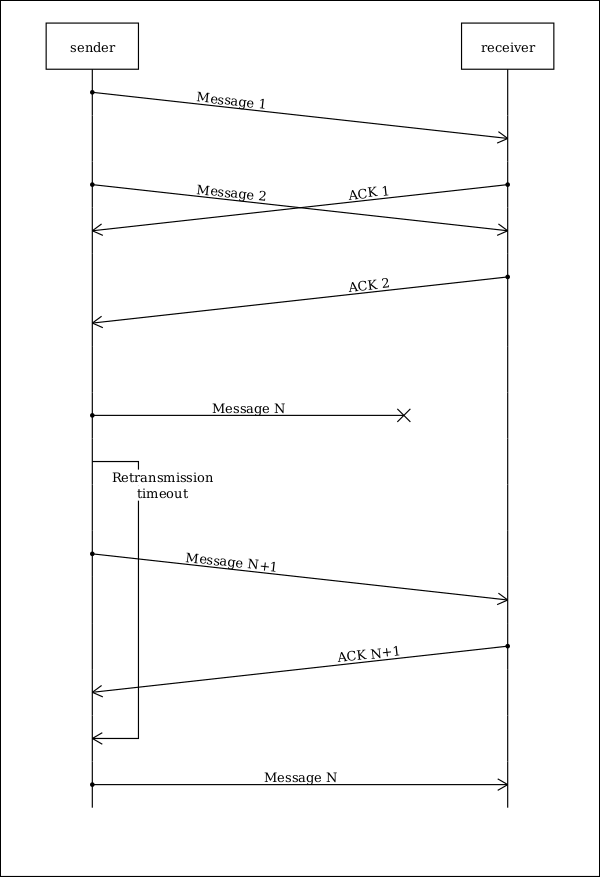 sender
receiver
Message 1
Message 2
ACK 1
ACK 2
Message N
Retransmission
timeout
Message N+1
ACK N+1
Message N